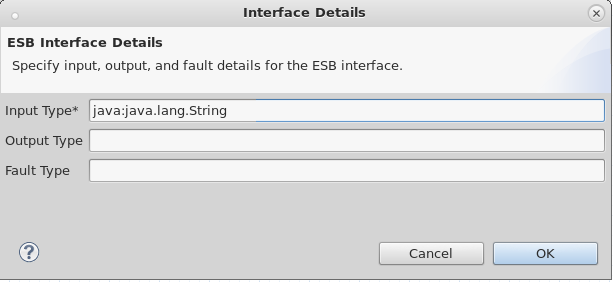 Interface Details
ESB Interface Details
Specify input, output, and fault details for the ESB interface.
Input Type* java:java.lang.String
Output Type
Fault Type
? Cancel OK